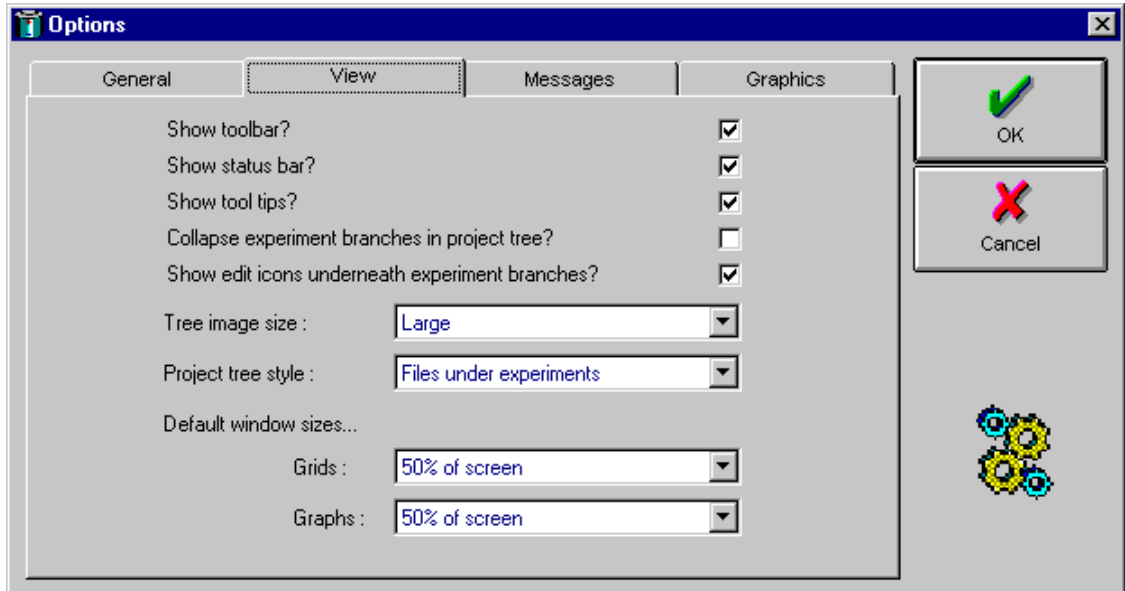 Options
General View Messages Graphics
Show toolbar?
Show status bar?
Show tool tips?
Collapse experiment branches in project tree?
Show edit icons underneath experiment branches?
Tree image size : Large
Project tree style : Files under experiments
Default window sizes...
Grids : 50% of screen
Graphs : 50% of screen
OK
Cancel